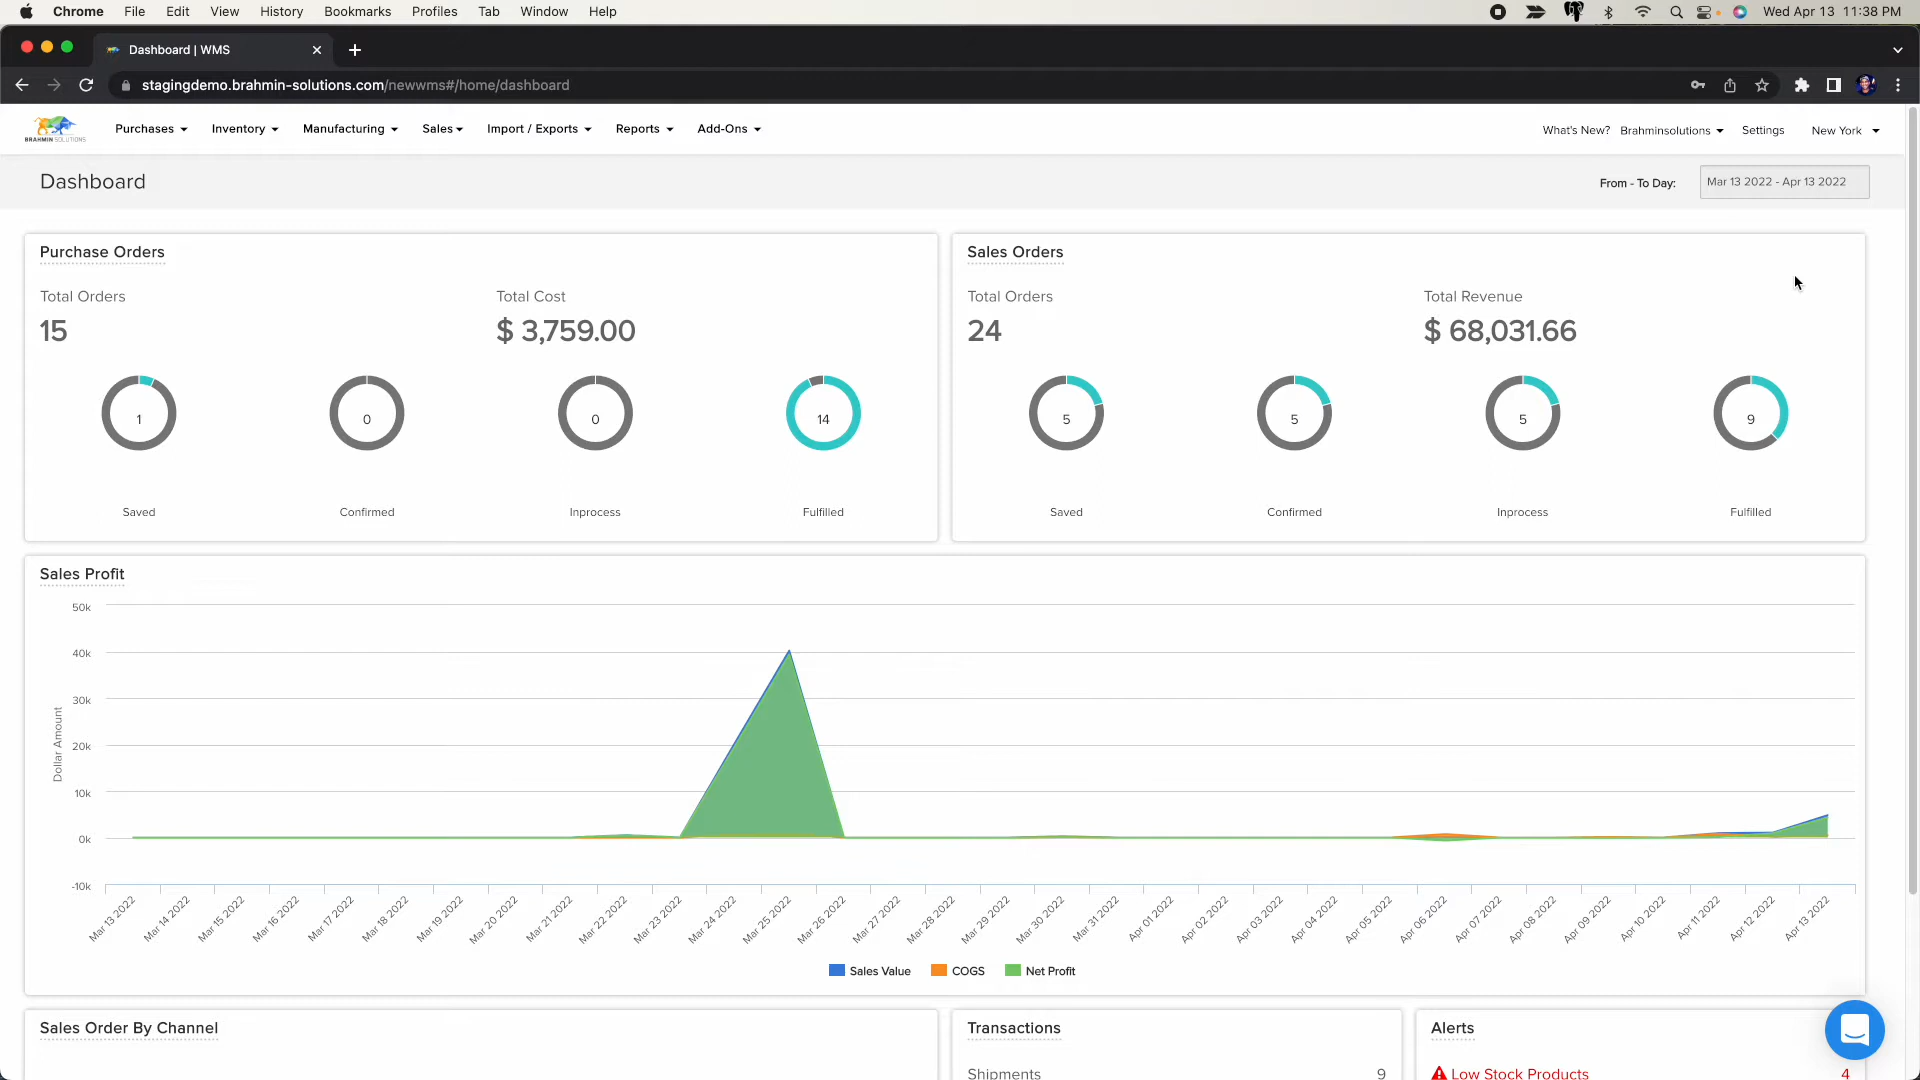 Chrome File Edit View History Bookmarks Profiles Tab Window Help Wed Apr 13 11:38 PM
Dashboard | WMS
stagingdemo.brahmin-solutions.com/newwms#/home/dashboard
BRAHMIN SOLUTIONS
Purchases Inventory Manufacturing Sales Import / Exports Reports Add-Ons What's New? Brahminsolutions Settings New York
Dashboard
From - To Day: Mar 13 2022 - Apr 13 2022
Purchase Orders
Total Orders Total Cost
15 $ 3,759.00
1 0 0 14
Saved Confirmed Inprocess Fulfilled
Sales Orders
Total Orders Total Revenue
24 $ 68,031.66
5 5 5 9
Saved Confirmed Inprocess Fulfilled
Sales Profit
Dollar Amount
50k
40k
30k
20k
10k
0k
-10k
Mar 13 2022 Mar 14 2022 Mar 15 2022 Mar 16 2022 Mar 17 2022 Mar 18 2022 Mar 19 2022 Mar 20 2022 Mar 21 2022 Mar 22 2022 Mar 23 2022 Mar 24 2022 Mar 25 2022 Mar 26 2022 Mar 27 2022 Mar 28 2022 Mar 29 2022 Mar 30 2022 Mar 31 2022 Apr 01 2022 Apr 02 2022 Apr 03 2022 Apr 04 2022 Apr 05 2022 Apr 06 2022 Apr 07 2022 Apr 08 2022 Apr 09 2022 Apr 10 2022 Apr 11 2022 Apr 12 2022 Apr 13 2022
Sales Value COGS Net Profit
Sales Order By Channel
Transactions
Shipments 9
Alerts
Low Stock Products 4